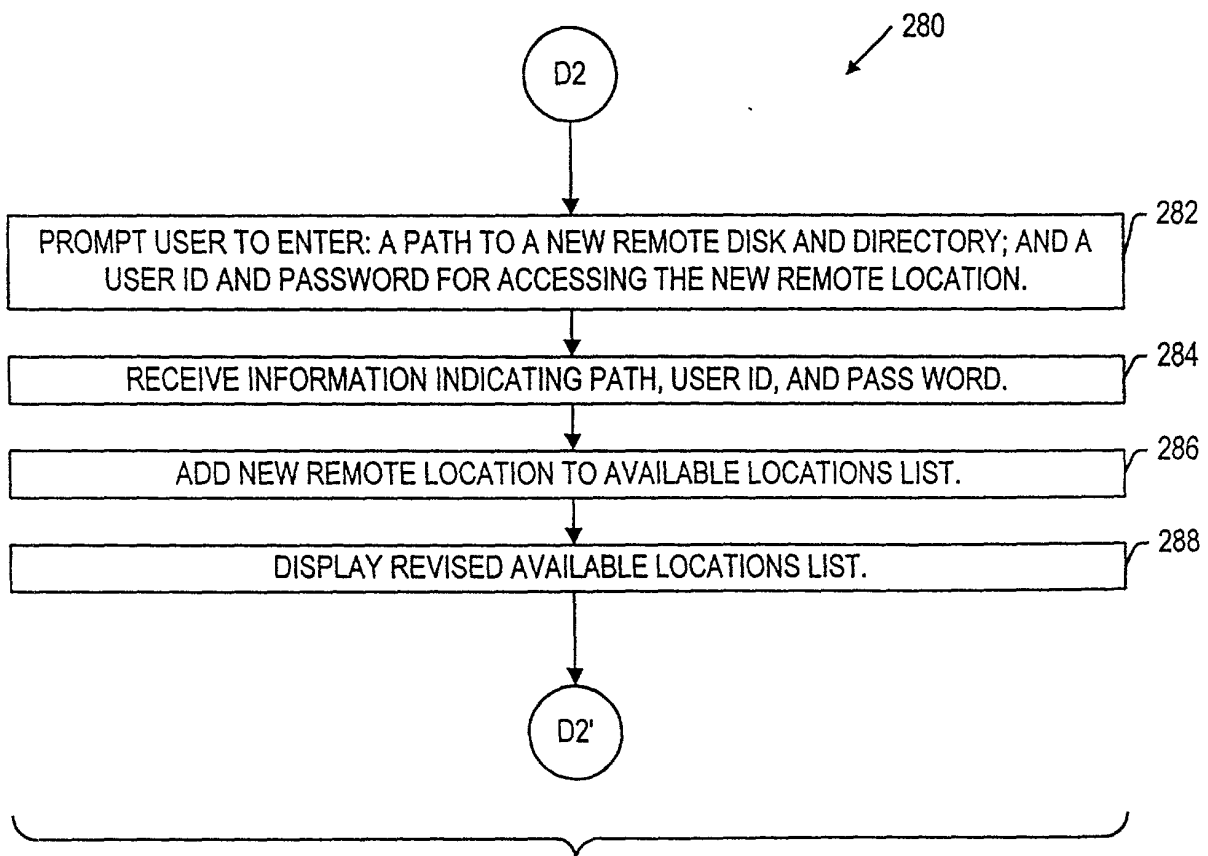 280
D2
282
PROMPT USER TO ENTER: A PATH TO A NEW REMOTE DISK AND DIRECTORY; AND A
USER ID AND PASSWORD FOR ACCESSING THE NEW REMOTE LOCATION.
284
RECEIVE INFORMATION INDICATING PATH, USER ID, AND PASS WORD.
286
ADD NEW REMOTE LOCATION TO AVAILABLE LOCATIONS LIST.
288
DISPLAY REVISED AVAILABLE LOCATIONS LIST.
D2'